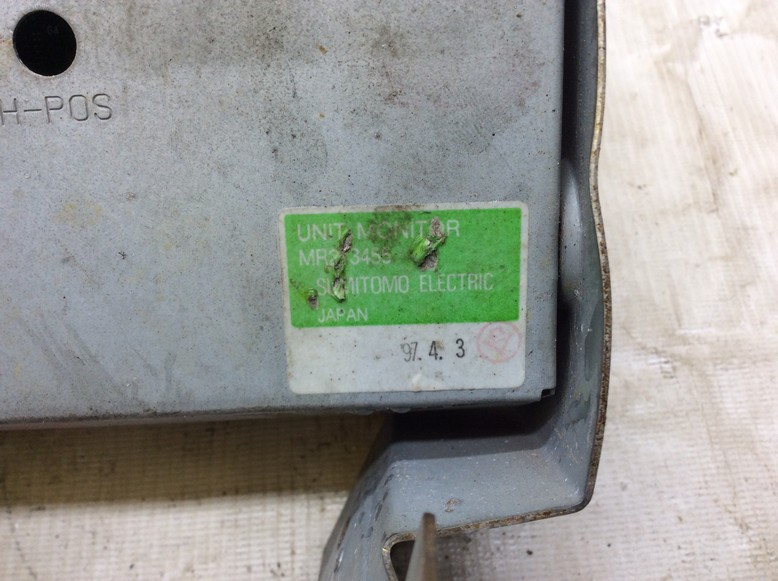 H-POS
UNIT MONITOR
SUMITOMO ELECTRIC
JAPAN
97. 4. 3